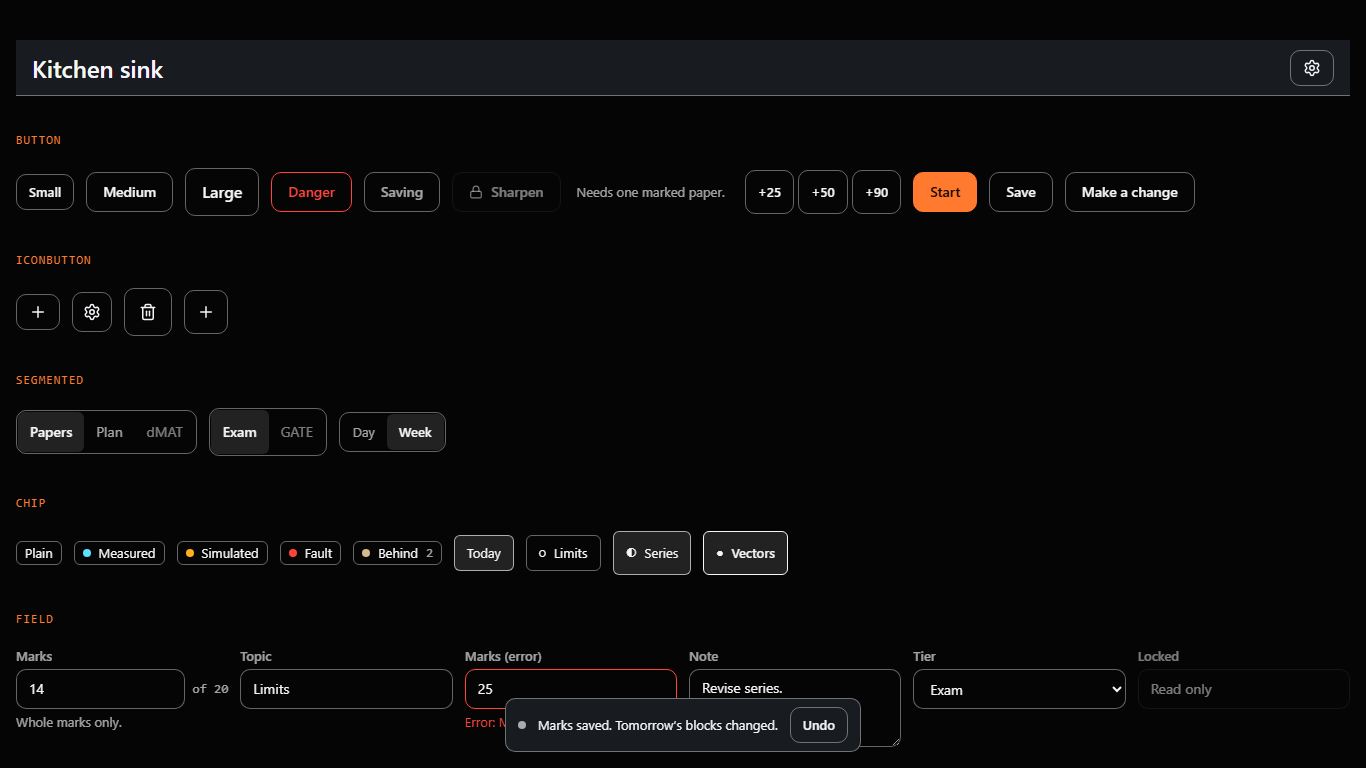 Kitchen sink
BUTTON
Small Medium Large Danger Saving Sharpen Needs one marked paper. +25 +50 +90 Start Save Make a change
ICONBUTTON
SEGMENTED
Papers Plan dMAT Exam GATE Day Week
CHIP
Plain Measured Simulated Fault Behind 2 Today Limits Series Vectors
FIELD
Marks Topic Marks (error) Note Tier Locked
14 of 20 Limits 25 Revise series. Exam Read only
Whole marks only. Error:
Marks saved. Tomorrow's blocks changed. Undo